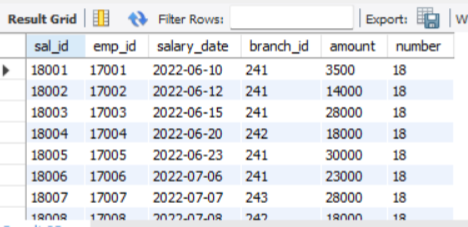 Result Grid Filter Rows: Export: W
sal_id emp_id salary_date branch_id amount number
18001 17001 2022-06-10 241 3500 18
18002 17002 2022-06-12 241 14000 18
18003 17003 2022-06-15 241 28000 18
18004 17004 2022-06-20 242 18000 18
18005 17005 2022-06-23 241 30000 18
18006 17006 2022-07-06 241 23000 18
18007 17007 2022-07-07 243 28000 18
18008 17008 2022-07-08 242 18000 18